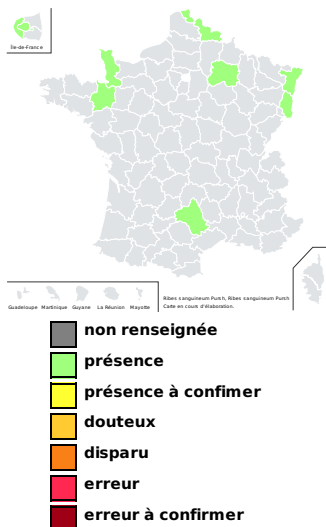 Île-de-France
Guadeloupe Martinique Guyane La Réunion Mayotte
Ribes sanguineum Pursh, Ribes sanguineum Pursh
Carte en cours d'élaboration.
non renseignée
présence
présence à confimer
douteux
disparu
erreur
erreur à confirmer